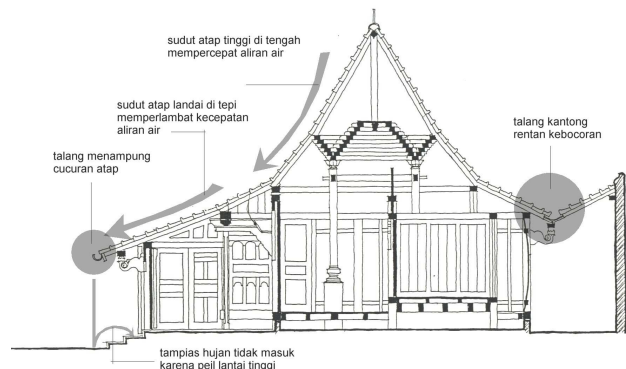 sudut atap tinggi di tengah
mempercepat aliran air
sudut atap landai di tepi
memperlambat kecepatan
aliran air
talang menampung
cucuran atap
talang kantong
rentan kebocoran
tampias hujan tidak masuk
karena peil lantai tinggi